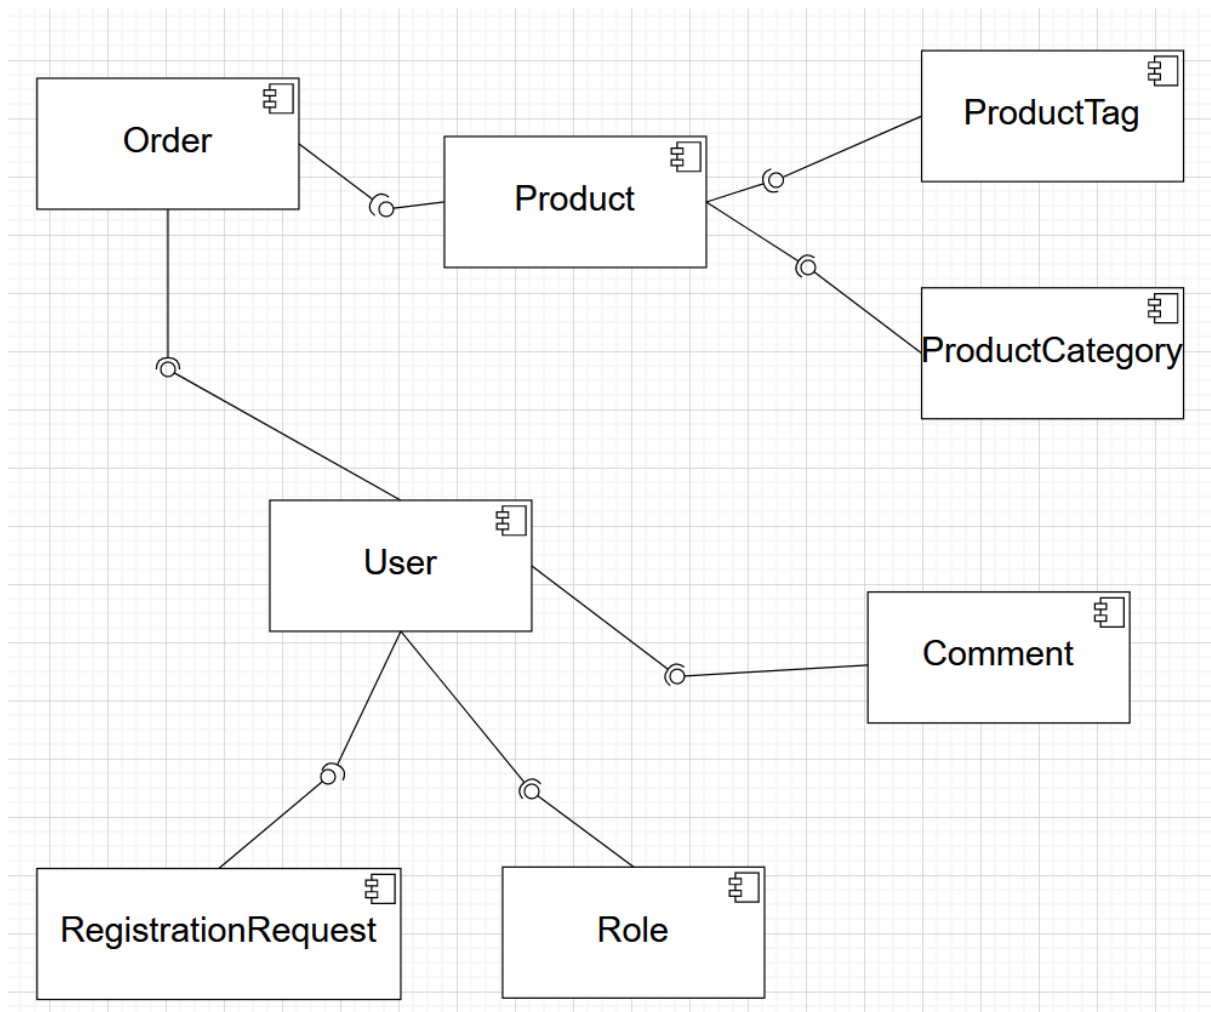 Order
Product
ProductTag
ProductCategory
User
Comment
RegistrationRequest
Role